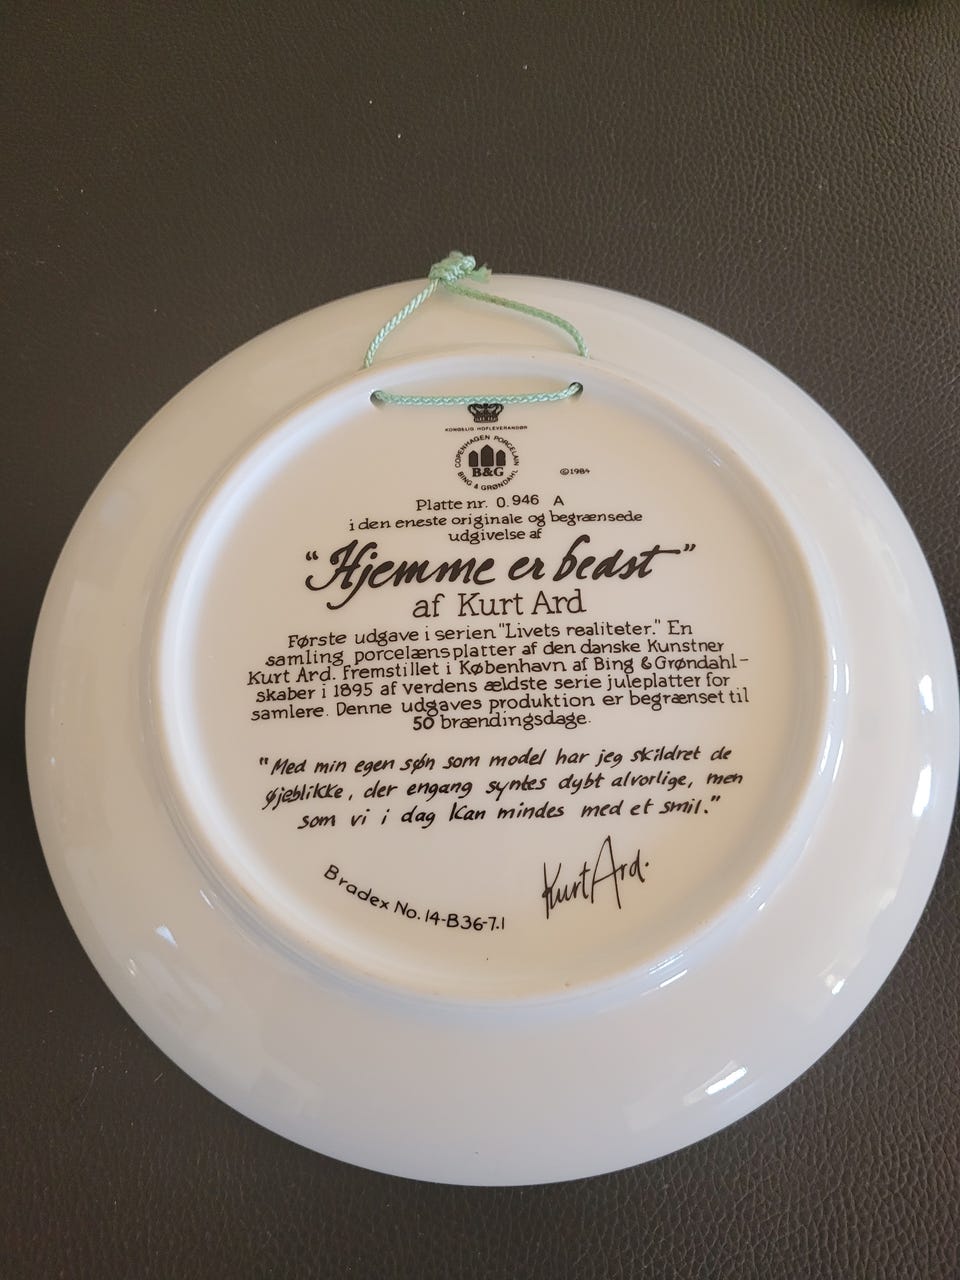 KONGELIG HOFLEVERANDØR
COPENHAGEN PORCELAIN
B&G
BING & GRØNDAHL
©1984
Platte nr. 0.946 A
i den eneste originale og begrænsede
udgivelse af
"Hjemme er bedst"
af Kurt Ard
Første udgave i serien "Livets realiteter." En
samling porcelænsplatter af den danske Kunstner
Kurt Ard. Fremstillet i København af Bing & Grøndahl-
skaber i 1895 af verdens ældste serie juleplatter for
samlere. Denne udgaves produktion er begrænset til
50 brændingsdage.
"Med min egen søn som model har jeg skildret de
øjeblikke, der engang syntes dybt alvorlige, men
som vi i dag kan mindes med et smil."
Kurt Ard.
Bradex No. 14-B36-7.1